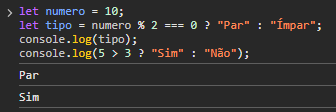 > let numero = 10;
let tipo = numero % 2 === 0 ? "Par" : "Ímpar";
console.log(tipo);
console.log(5 > 3 ? "Sim" : "Não");
Par
Sim